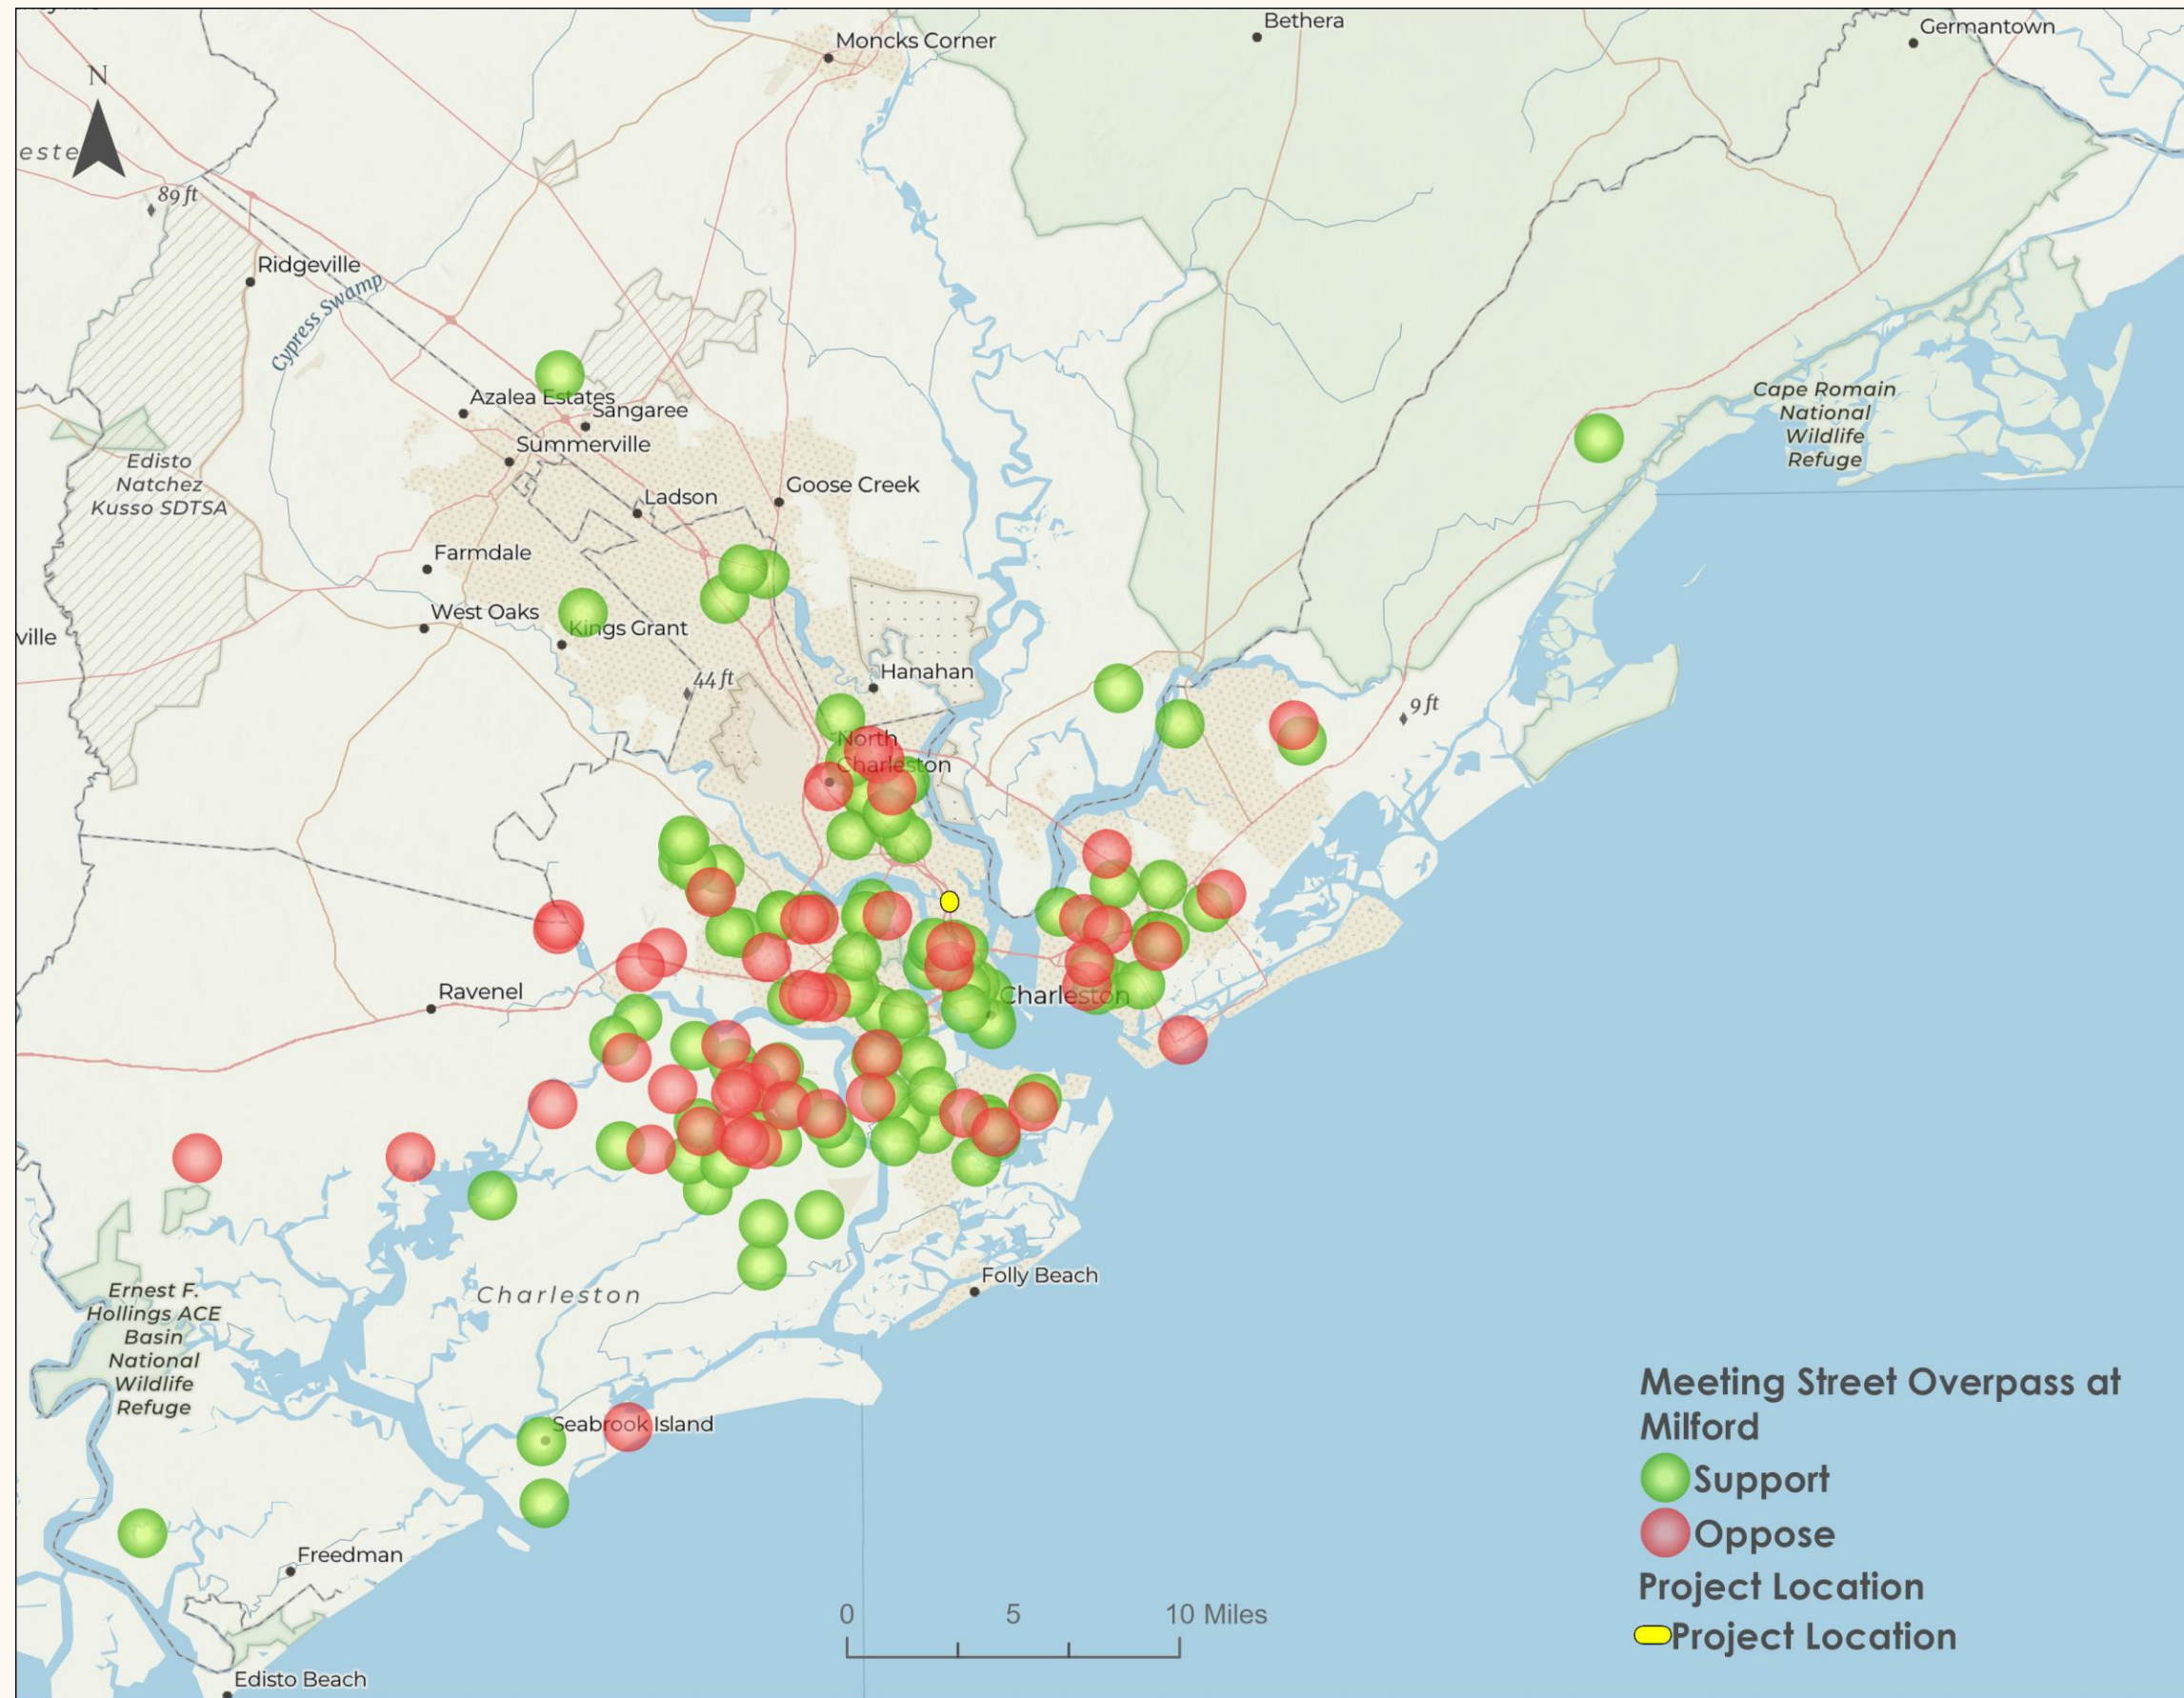 Bethera
Germantown
Moncks Corner
N
este
89 ft
Ridgeville
Cypress Swamp
Azalea Estates
Sangaree
Summerville
Cape Romain
National
Wildlife
Refuge
Edisto
Natchez
Kusso SDTSA
Goose Creek
Ladson
Farmdale
West Oaks
Kings Grant
ville
Hanahan
44 ft
9 ft
North
Charleston
Ravenel
Charleston
Folly Beach
Charleston
Ernest F.
Hollings ACE
Basin
National
Wildlife
Refuge
Seabrook Island
Freedman
Edisto Beach
0 5 10 Miles
Meeting Street Overpass at
Milford
Support
Oppose
Project Location
Project Location